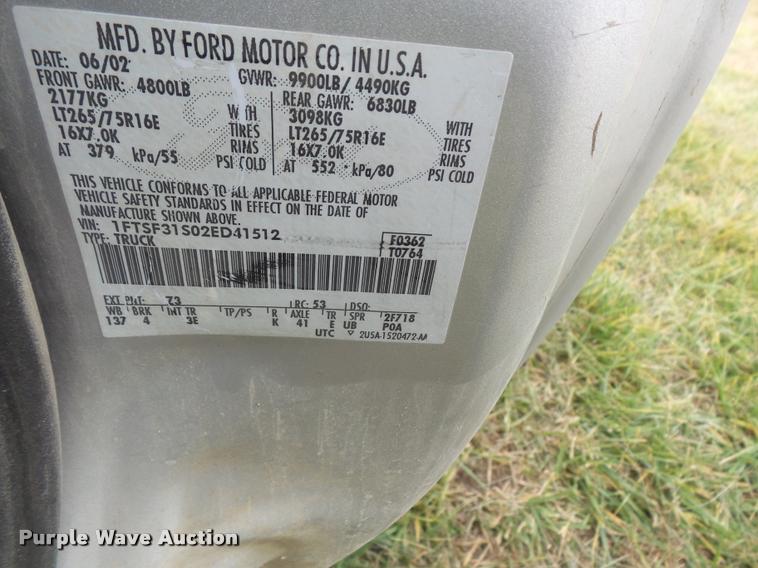 MFD. BY FORD MOTOR CO. IN U.S.A.
DATE: 06/02 GVWR: 9900LB/ 4490KG
FRONT GAWR: 4800LB REAR GAWR: 6830LB
2177KG WITH 3098KG WITH
LT265/75R16E TIRES LT265/75R16E TIRES
16X7.0K RIMS 16X7.0K RIMS
AT 379 kPa/55 PSI COLD AT 552 kPa/80 PSI COLD
THIS VEHICLE CONFORMS TO ALL APPLICABLE FEDERAL MOTOR
VEHICLE SAFETY STANDARDS IN EFFECT ON THE DATE OF
MANUFACTURE SHOWN ABOVE.
VIN: 1FTSF31S02ED41512 F0362
TYPE: TRUCK T0764
EXT PNT: Z3 RC: 53 DSO:
WB BRK INT TR TP/PS R AXLE TR SPR 2F718
137 4 3E K 41 E UB P0A
UTC ▽ 2U5A-1520472-AA
Purple Wave Auction